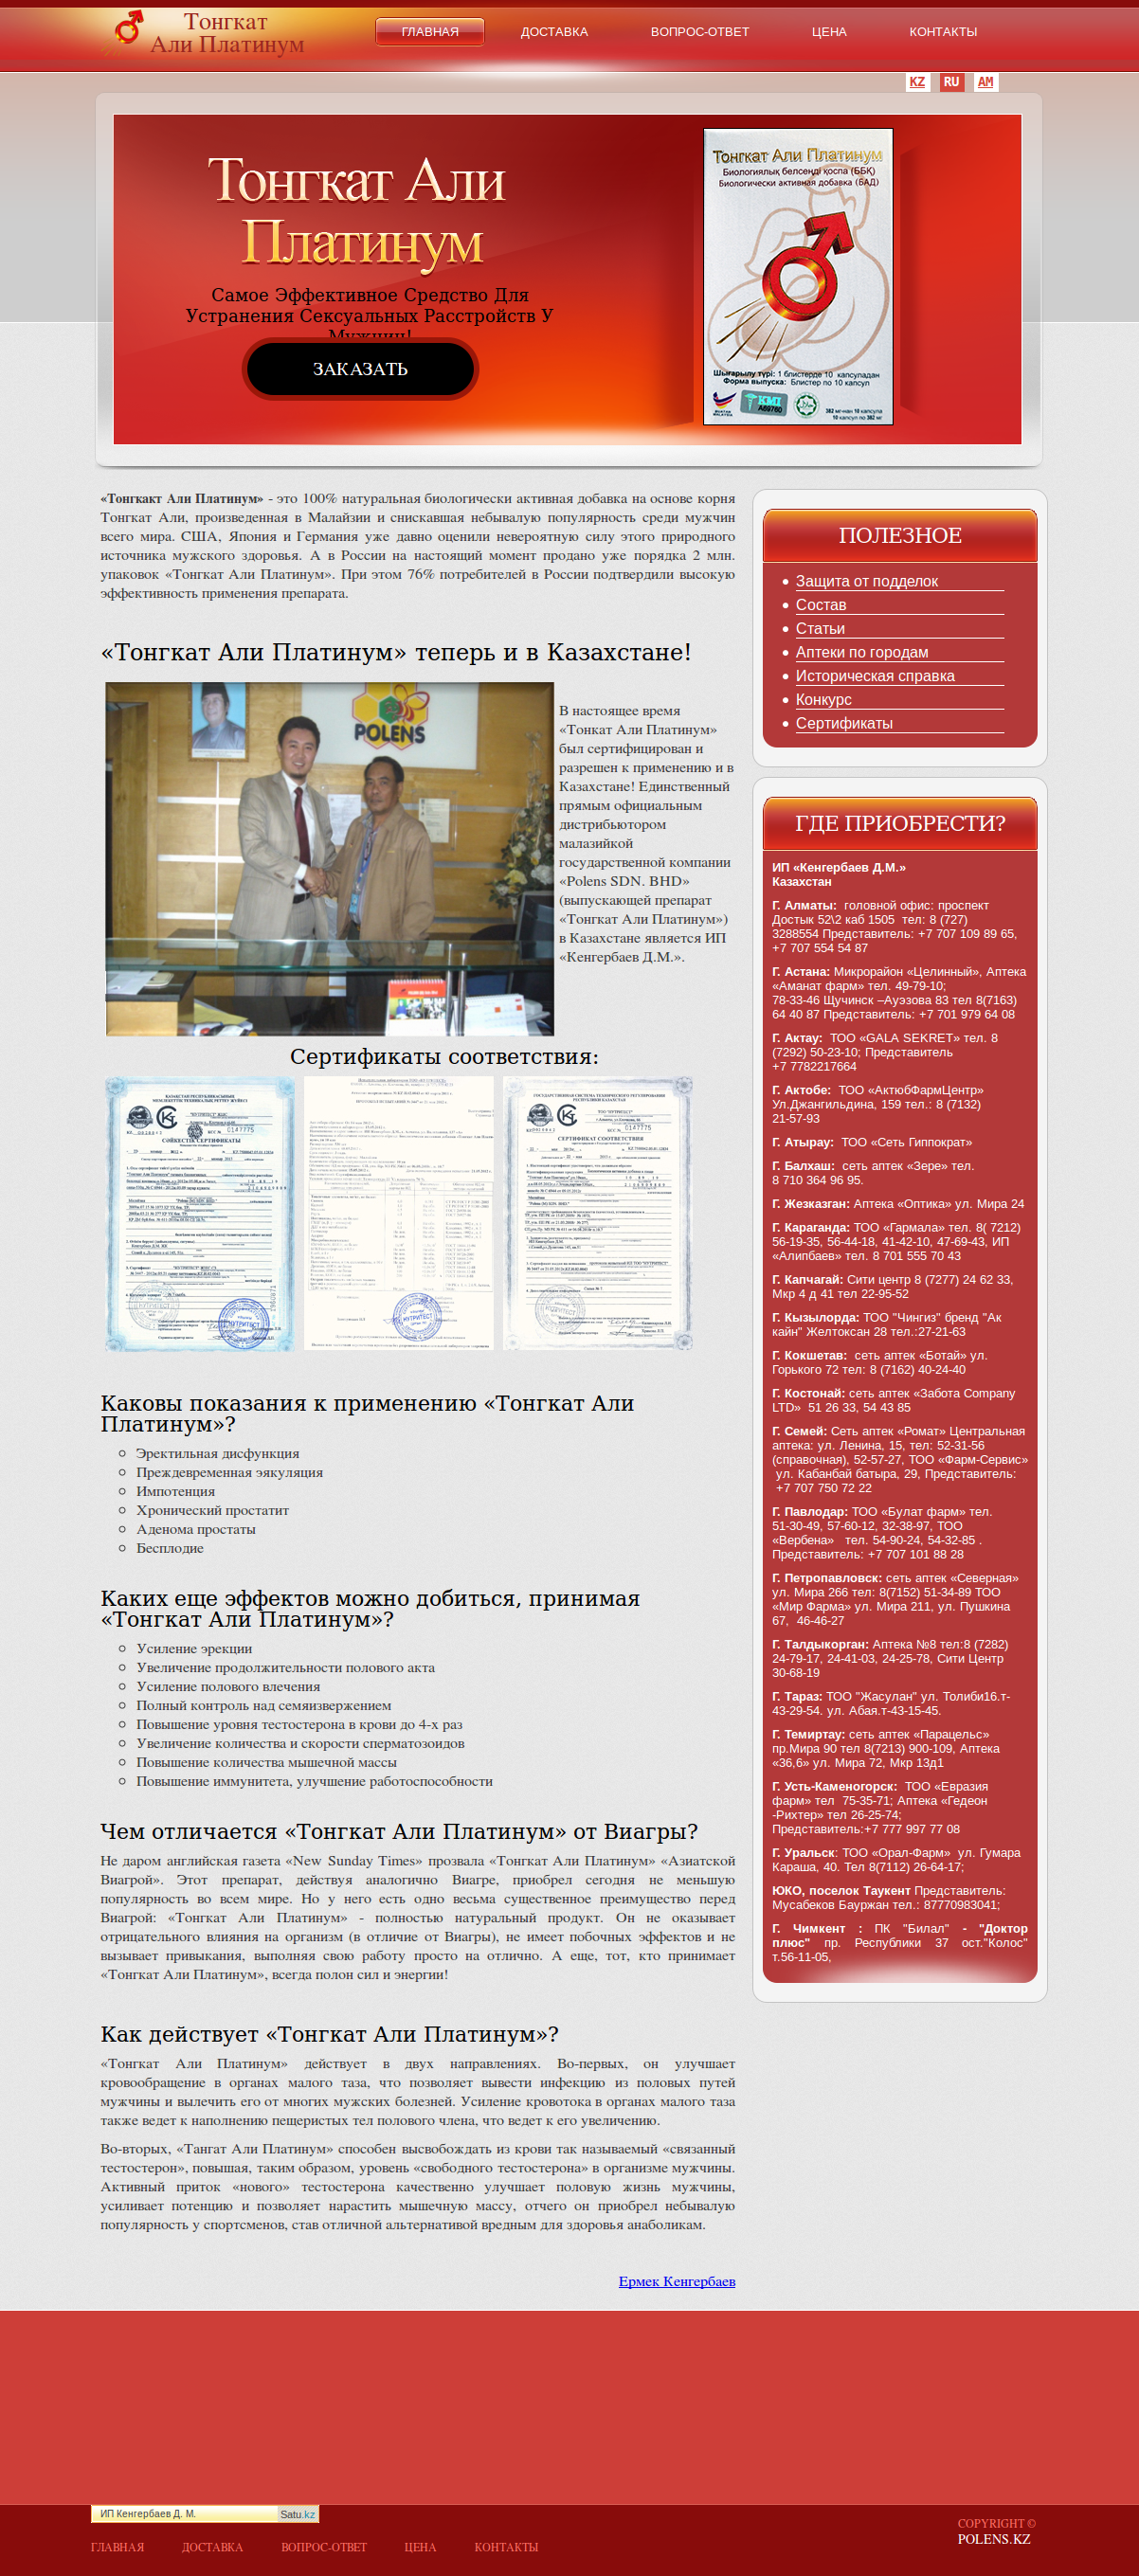 Тонгкат
Али Платинум
ГЛАВНАЯ
ДОСТАВКА
ВОПРОС-ОТВЕТ
ЦЕНА
КОНТАКТЫ
KZ
RU
AM
Тонгкат Али
Платинум
Самое Эффективное Средство Для
Устранения Сексуальных Расстройств У
Мужчин!
ЗАКАЗАТЬ
Тонгкат Али Платинум
Биологиялық белсенді қоспа (ББҚ)
Биологически активная добавка (БАД)
Шығарылу түрі: 1 блистерде 10 капсуладан
Форма выпуска: Блистер по 10 капсул
KMI
A69760
382 мг-нан 10 капсула
10 капсул по 382 мг
«Тонгкакт Али Платинум» - это 100% натуральная биологически активная добавка на основе корня
Тонгкат Али, произведенная в Малайзии и снискавшая небывалую популярность среди мужчин
всего мира. США, Япония и Германия уже давно оценили невероятную силу этого природного
источника мужского здоровья. А в России на настоящий момент продано уже порядка 2 млн.
упаковок «Тонгкат Али Платинум». При этом 76% потребителей в России подтвердили высокую
эффективность применения препарата.
«Тонгкат Али Платинум» теперь и в Казахстане!
POLENS
В настоящее время
«Тонкат Али Платинум»
был сертифицирован и
разрешен к применению и в
Казахстане! Единственный
прямым официальным
дистрибьютором
малазийкой
государственной компании
«Polens SDN. BHD»
(выпускающей препарат
«Тонгкат Али Платинум»)
в Казахстане является ИП
«Кенгербаев Д.М.».
Сертификаты соответствия:
Каковы показания к применению «Тонгкат Али
Платинум»?
Эректильная дисфункция
Преждевременная эякуляция
Импотенция
Хронический простатит
Аденома простаты
Бесплодие
Каких еще эффектов можно добиться, принимая
«Тонгкат Али Платинум»?
Усиление эрекции
Увеличение продолжительности полового акта
Усиление полового влечения
Полный контроль над семяизвержением
Повышение уровня тестостерона в крови до 4-х раз
Увеличение количества и скорости сперматозоидов
Повышение количества мышечной массы
Повышение иммунитета, улучшение работоспособности
Чем отличается «Тонгкат Али Платинум» от Виагры?
Не даром английская газета «New Sunday Times» прозвала «Тонгкат Али Платинум» «Азиатской
Виагрой». Этот препарат, действуя аналогично Виагре, приобрел сегодня не меньшую
популярность во всем мире. Но у него есть одно весьма существенное преимущество перед
Виагрой: «Тонгкат Али Платинум» - полностью натуральный продукт. Он не оказывает
отрицательного влияния на организм (в отличие от Виагры), не имеет побочных эффектов и не
вызывает привыкания, выполняя свою работу просто на отлично. А еще, тот, кто принимает
«Тонгкат Али Платинум», всегда полон сил и энергии!
Как действует «Тонгкат Али Платинум»?
«Тонгкат Али Платинум» действует в двух направлениях. Во-первых, он улучшает
кровообращение в органах малого таза, что позволяет вывести инфекцию из половых путей
мужчины и вылечить его от многих мужских болезней. Усиление кровотока в органах малого таза
также ведет к наполнению пещеристых тел полового члена, что ведет к его увеличению.
Во-вторых, «Тангат Али Платинум» способен высвобождать из крови так называемый «связанный
тестостерон», повышая, таким образом, уровень «свободного тестостерона» в организме мужчины.
Активный приток «нового» тестостерона качественно улучшает половую жизнь мужчины,
усиливает потенцию и позволяет нарастить мышечную массу, отчего он приобрел небывалую
популярность у спортсменов, став отличной альтернативой вредным для здоровья анаболикам.
Ермек Кенгербаев
ПОЛЕЗНОЕ
Защита от подделок
Состав
Статьи
Аптеки по городам
Историческая справка
Конкурс
Сертификаты
ГДЕ ПРИОБРЕСТИ?
ИП «Кенгербаев Д.М.»
Казахстан
Г. Алматы: головной офис: проспект
Достык 52\2 каб 1505 тел: 8 (727)
3288554 Представитель: +7 707 109 89 65,
+7 707 554 54 87
Г. Астана: Микрорайон «Целинный», Аптека
«Аманат фарм» тел. 49-79-10;
78-33-46 Щучинск –Ауэзова 83 тел 8(7163)
64 40 87 Представитель: +7 701 979 64 08
Г. Актау: ТОО «GALA SEKRET» тел. 8
(7292) 50-23-10; Представитель
+7 7782217664
Г. Актобе: ТОО «АктюбФармЦентр»
Ул.Джангильдина, 159 тел.: 8 (7132)
21-57-93
Г. Атырау: ТОО «Сеть Гиппократ»
Г. Балхаш: сеть аптек «Зере» тел.
8 710 364 96 95.
Г. Жезказган: Аптека «Оптика» ул. Мира 24
Г. Караганда: ТОО «Гармала» тел. 8( 7212)
56-19-35, 56-44-18, 41-42-10, 47-69-43, ИП
«Алипбаев» тел. 8 701 555 70 43
Г. Капчагай: Сити центр 8 (7277) 24 62 33,
Мкр 4 д 41 тел 22-95-52
Г. Кызылорда: ТОО "Чингиз" бренд "Ак
кайн" Желтоксан 28 тел.:27-21-63
Г. Кокшетав: сеть аптек «Ботай» ул.
Горького 72 тел: 8 (7162) 40-24-40
Г. Костонай: сеть аптек «Забота Company
LTD» 51 26 33, 54 43 85
Г. Семей: Сеть аптек «Ромат» Центральная
аптека: ул. Ленина, 15, тел: 52-31-56
(справочная), 52-57-27, ТОО «Фарм-Сервис»
ул. Кабанбай батыра, 29, Представитель:
+7 707 750 72 22
Г. Павлодар: ТОО «Булат фарм» тел.
51-30-49, 57-60-12, 32-38-97, ТОО
«Вербена» тел. 54-90-24, 54-32-85 .
Представитель: +7 707 101 88 28
Г. Петропавловск: сеть аптек «Северная»
ул. Мира 266 тел: 8(7152) 51-34-89 ТОО
«Мир Фарма» ул. Мира 211, ул. Пушкина
67, 46-46-27
Г. Талдыкорган: Аптека №8 тел:8 (7282)
24-79-17, 24-41-03, 24-25-78, Сити Центр
30-68-19
Г. Тараз: ТОО "Жасулан" ул. Толиби16.т-
43-29-54. ул. Абая.т-43-15-45.
Г. Темиртау: сеть аптек «Парацельс»
пр.Мира 90 тел 8(7213) 900-109, Аптека
«36,6» ул. Мира 72, Мкр 13д1
Г. Усть-Каменогорск: ТОО «Евразия
фарм» тел 75-35-71; Аптека «Гедеон
-Рихтер» тел 26-25-74;
Представитель:+7 777 997 77 08
Г. Уральск: ТОО «Орал-Фарм» ул. Гумара
Караша, 40. Тел 8(7112) 26-64-17;
ЮКО, поселок Таукент Представитель:
Мусабеков Бауржан тел.: 87770983041;
Г. Чимкент : ПК "Билал" - "Доктор
плюс" пр. Республики 37 ост."Колос"
т.56-11-05,
ИП Кенгербаев Д. М.
Satu.kz
ГЛАВНАЯ
ДОСТАВКА
ВОПРОС-ОТВЕТ
ЦЕНА
КОНТАКТЫ
COPYRIGHT ©
POLENS.KZ